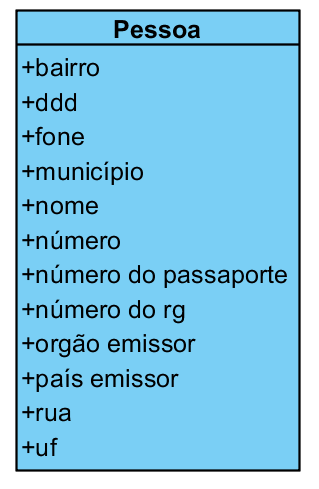 Pessoa
+bairro
+ddd
+fone
+município
+nome
+número
+número do passaporte
+número do rg
+orgão emissor
+país emissor
+rua
+uf